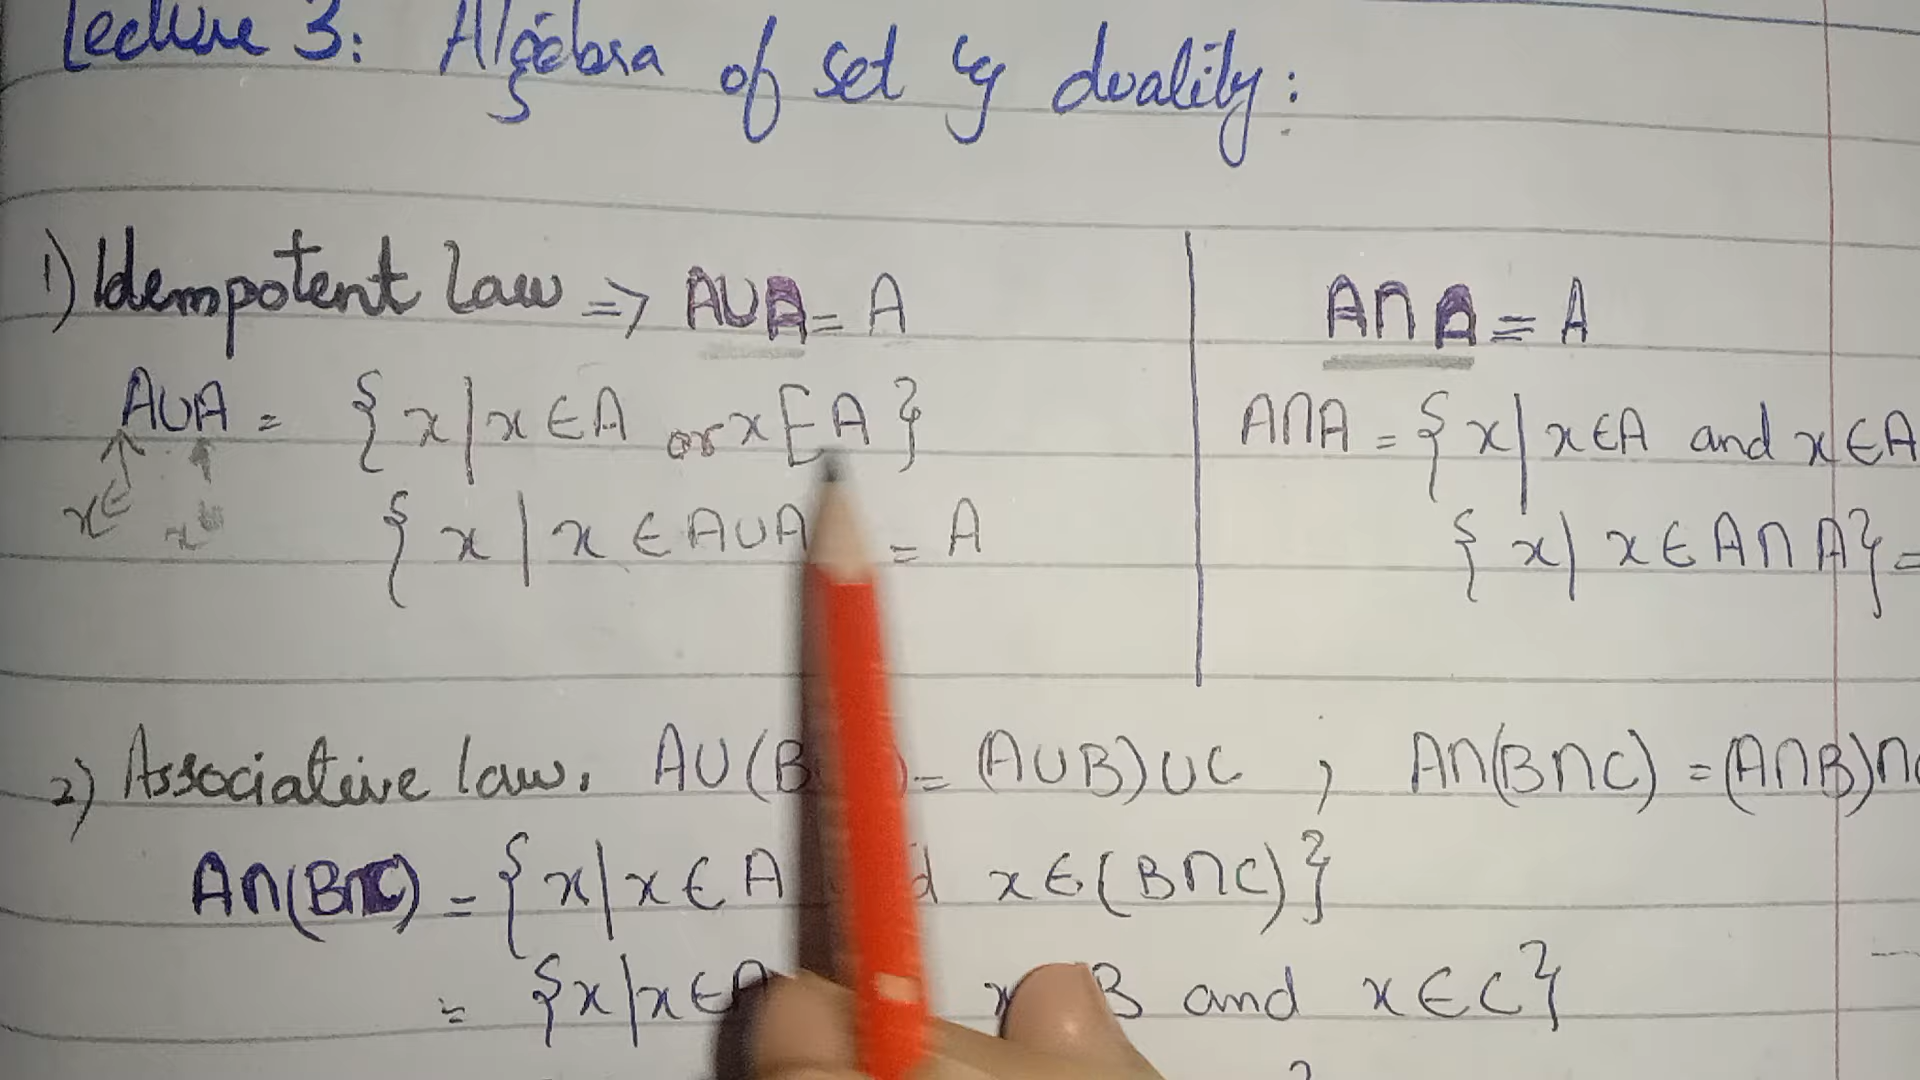 Lecture 3: Algebra of set & duality:
1) Idempotent Law => A∪A = A
A∪A = {x|x∈A or x∈A}
x∈
{x|x∈A∪A = A
A∩A = A
A∩A = {x|x∈A and x∈A
{x|x∈A∩A} =
2) Associative law. A∪(B )= (A∪B)∪C ; A∩(B∩C) = (A∩B)∩C
A∩(B∩C) = {x|x∈A d x∈(B∩C)}
= {x|x∈A x B and x∈C}